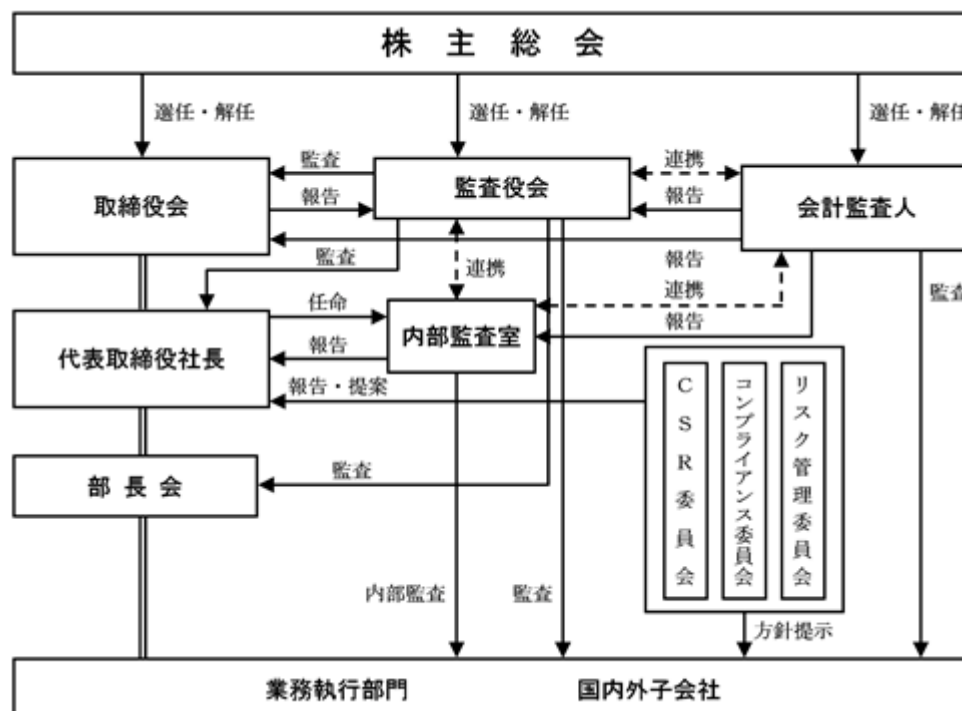 株主総会
選任・解任
選任・解任
選任・解任
監査
連携
取締役会
監査役会
会計監査人
報告
報告
監査
連携
報告
連携
監査
任命
内部監査室
報告
代表取締役社長
報告
報告・提案
CSR委員会
コンプライアンス委員会
リスク管理委員会
監査
部長会
内部監査
監査
方針提示
業務執行部門
国内外子会社